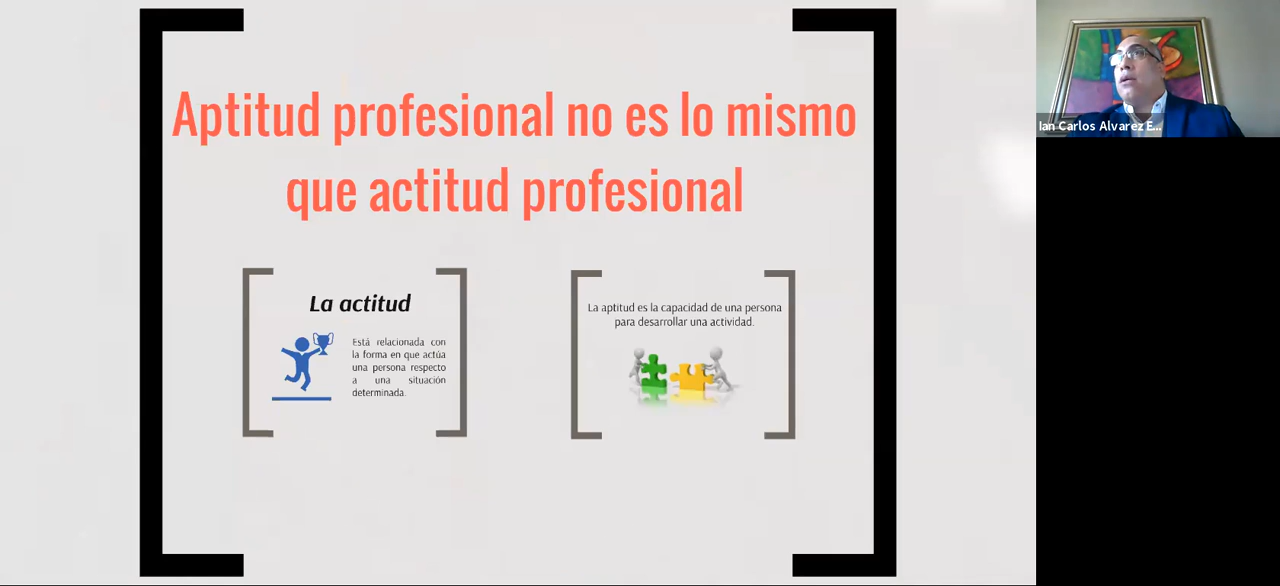 Aptitud profesional no es lo mismo
que actitud profesional
La actitud
Está relacionada con
la forma en que actúa
una persona respecto
a una situación
determinada.
La aptitud es la capacidad de una persona
para desarrollar una actividad.
Ian Carlos Alvarez E...